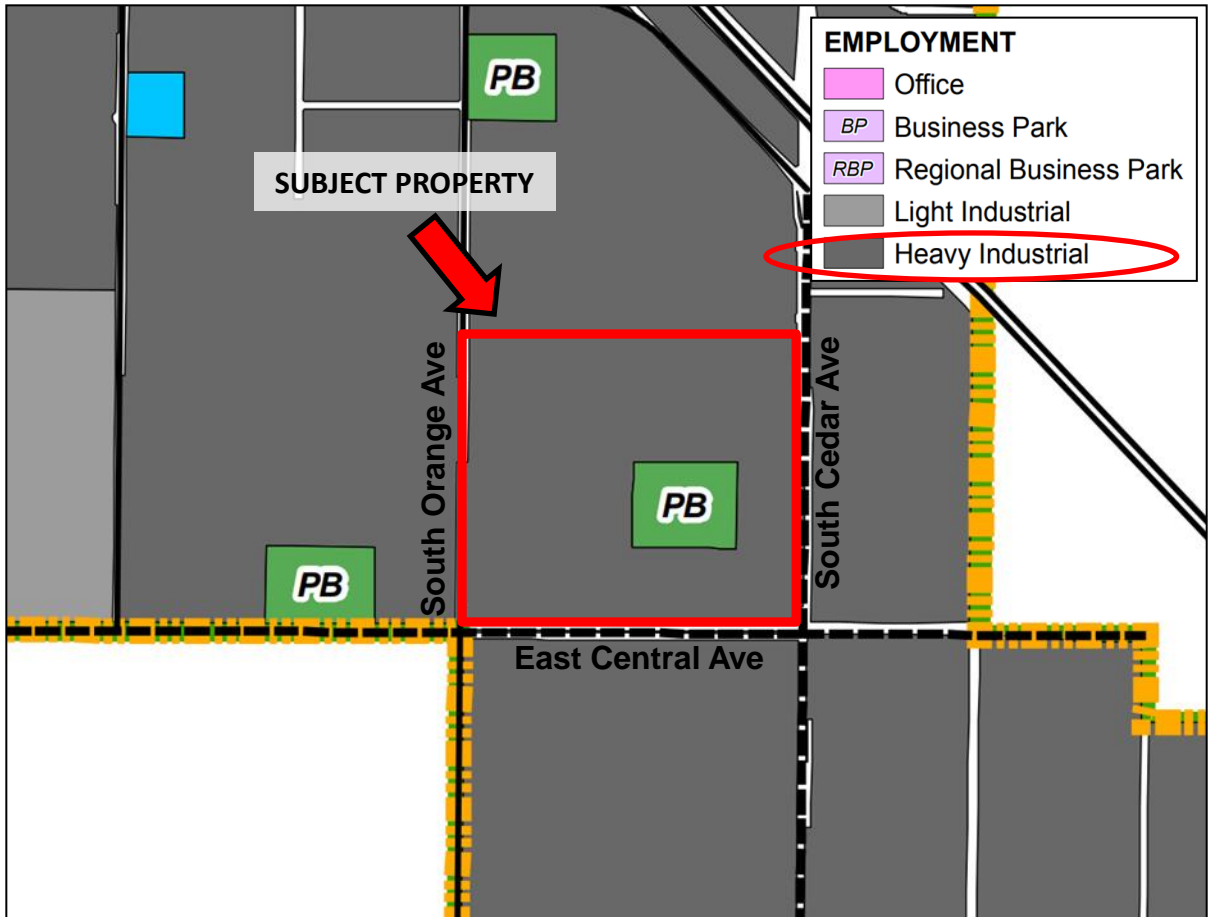 EMPLOYMENT
Office
BP Business Park
RBP Regional Business Park
Light Industrial
Heavy Industrial
PB
SUBJECT PROPERTY
South Orange Ave
South Cedar Ave
PB
PB
East Central Ave